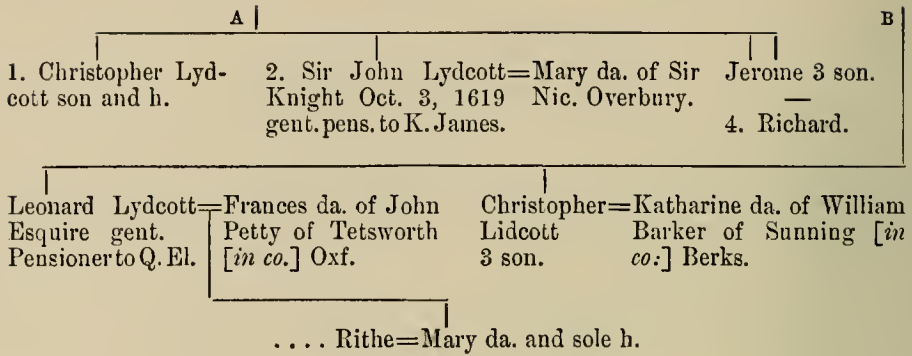 A B
1. Christopher Lyd-
cott son and h.
2. Sir John Lydcott=Mary da. of Sir
Knight Oct. 3, 1619 Nic. Overbury.
gent. pens. to K. James.
Jerome 3 son.
—
4. Richard.
Leonard Lydcott=Frances da. of John
Esquire gent. Petty of Tetsworth
Pensioner to Q. El. [in co.] Oxf.
Christopher=Katharine da. of William
Lidcott Barker of Sunning [in
3 son. co:] Berks.
.... Rithe=Mary da. and sole h.